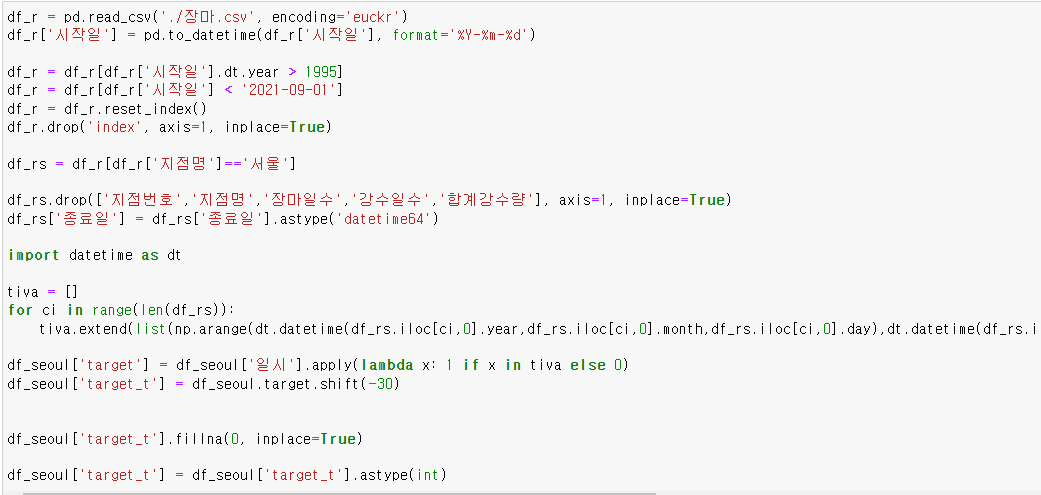 df_r = pd.read_csv('./장마.csv', encoding='euckr')
df_r['시작일'] = pd.to_datetime(df_r['시작일'], format='%Y-%m-%d')
df_r = df_r[df_r['시작일'].dt.year > 1995]
df_r = df_r[df_r['시작일'] < '2021-09-01']
df_r = df_r.reset_index()
df_r.drop('index', axis=1, inplace=True)
df_rs = df_r[df_r['지점명']=='서울']
df_rs.drop(['지점번호','지점명','장마일수','강수일수','합계강수량'], axis=1, inplace=True)
df_rs['종료일'] = df_rs['종료일'].astype('datetime64')
import datetime as dt
tiva = []
for ci in range(len(df_rs)):
    tiva.extend(list(np.arange(dt.datetime(df_rs.iloc[ci,0].year,df_rs.iloc[ci,0].month,df_rs.iloc[ci,0].day),dt.datetime(df_rs.i
df_seoul['target'] = df_seoul['일시'].apply(lambda x: 1 if x in tiva else 0)
df_seoul['target_t'] = df_seoul.target.shift(-30)
df_seoul['target_t'].fillna(0, inplace=True)
df_seoul['target_t'] = df_seoul['target_t'].astype(int)